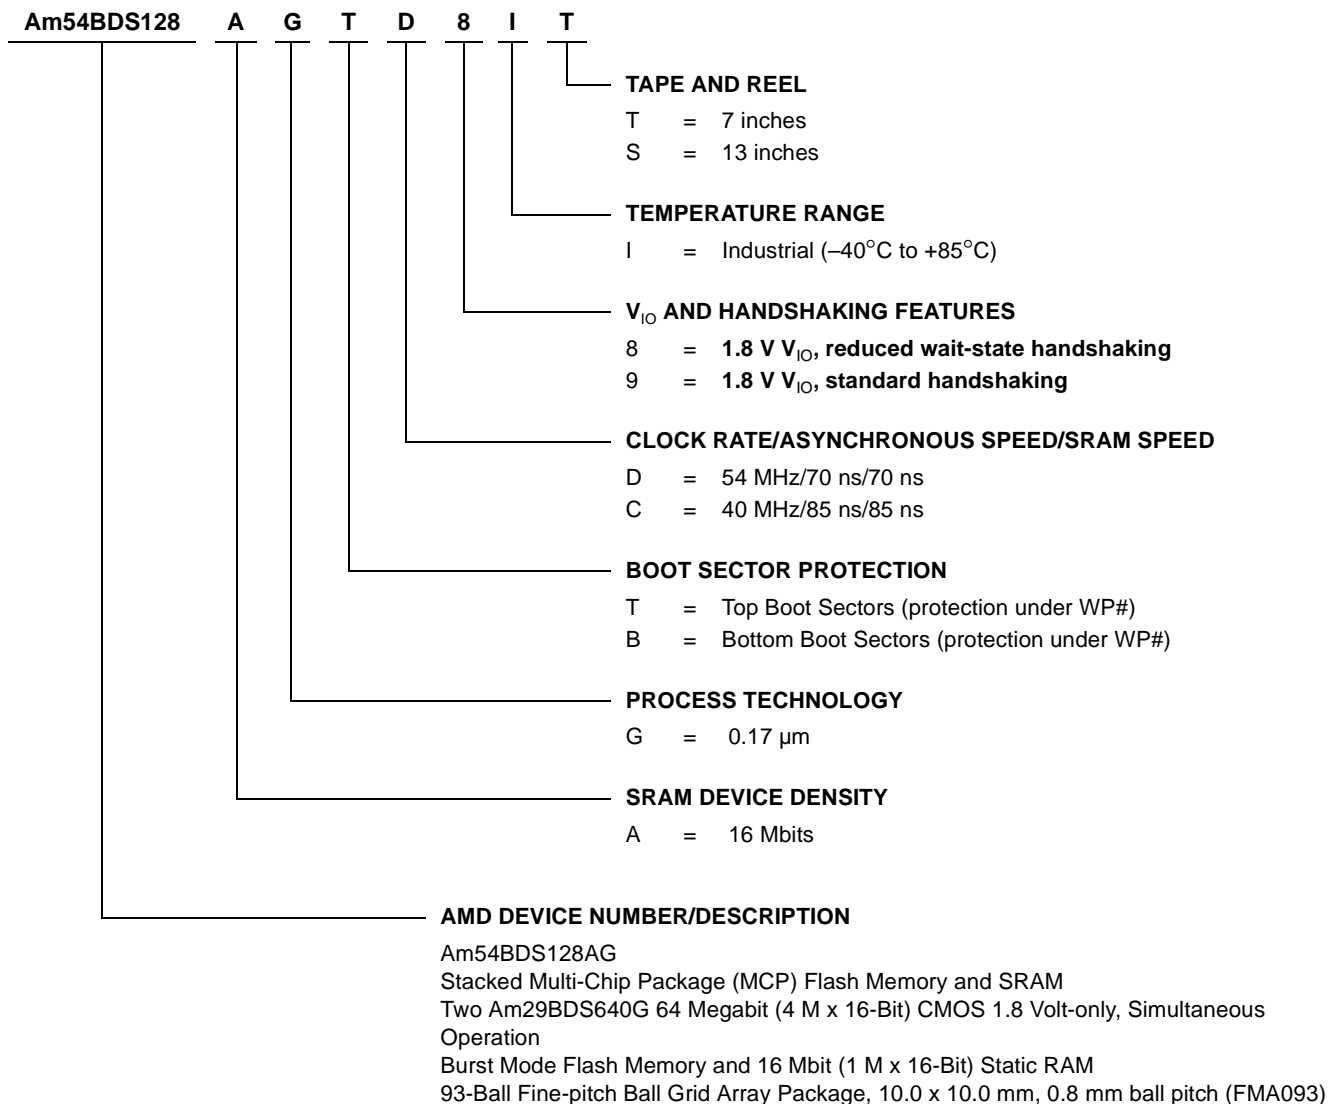 Am54BDS128 A G T D 8 I T
TAPE AND REEL
T = 7 inches
S = 13 inches
TEMPERATURE RANGE
I = Industrial (–40°C to +85°C)
VIO AND HANDSHAKING FEATURES
8 = 1.8 V VIO, reduced wait-state handshaking
9 = 1.8 V VIO, standard handshaking
CLOCK RATE/ASYNCHRONOUS SPEED/SRAM SPEED
D = 54 MHz/70 ns/70 ns
C = 40 MHz/85 ns/85 ns
BOOT SECTOR PROTECTION
T = Top Boot Sectors (protection under WP#)
B = Bottom Boot Sectors (protection under WP#)
PROCESS TECHNOLOGY
G = 0.17 µm
SRAM DEVICE DENSITY
A = 16 Mbits
AMD DEVICE NUMBER/DESCRIPTION
Am54BDS128AG
Stacked Multi-Chip Package (MCP) Flash Memory and SRAM
Two Am29BDS640G 64 Megabit (4 M x 16-Bit) CMOS 1.8 Volt-only, Simultaneous
Operation
Burst Mode Flash Memory and 16 Mbit (1 M x 16-Bit) Static RAM
93-Ball Fine-pitch Ball Grid Array Package, 10.0 x 10.0 mm, 0.8 mm ball pitch (FMA093)